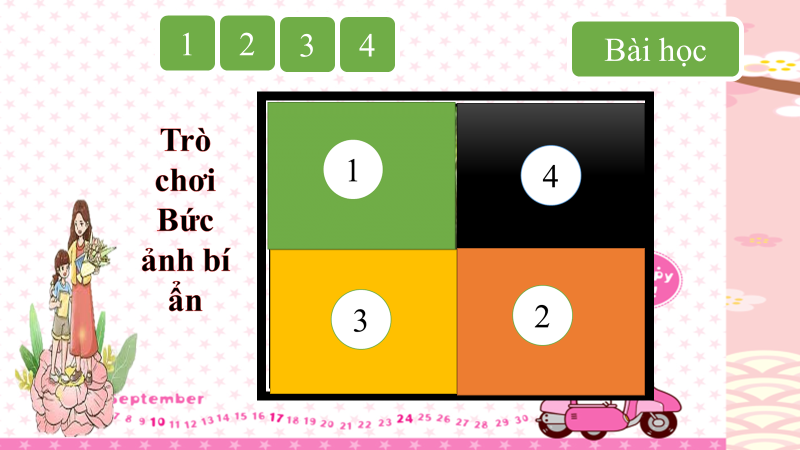 1 2 3 4
Bài học
Trò
chơi
Bức
ảnh bí
ẩn
1
4
3
2
September
8 9 10 11 12 13 14 15 16 17 18 19 20 21 22 23 24 25 26 27 28 29 30